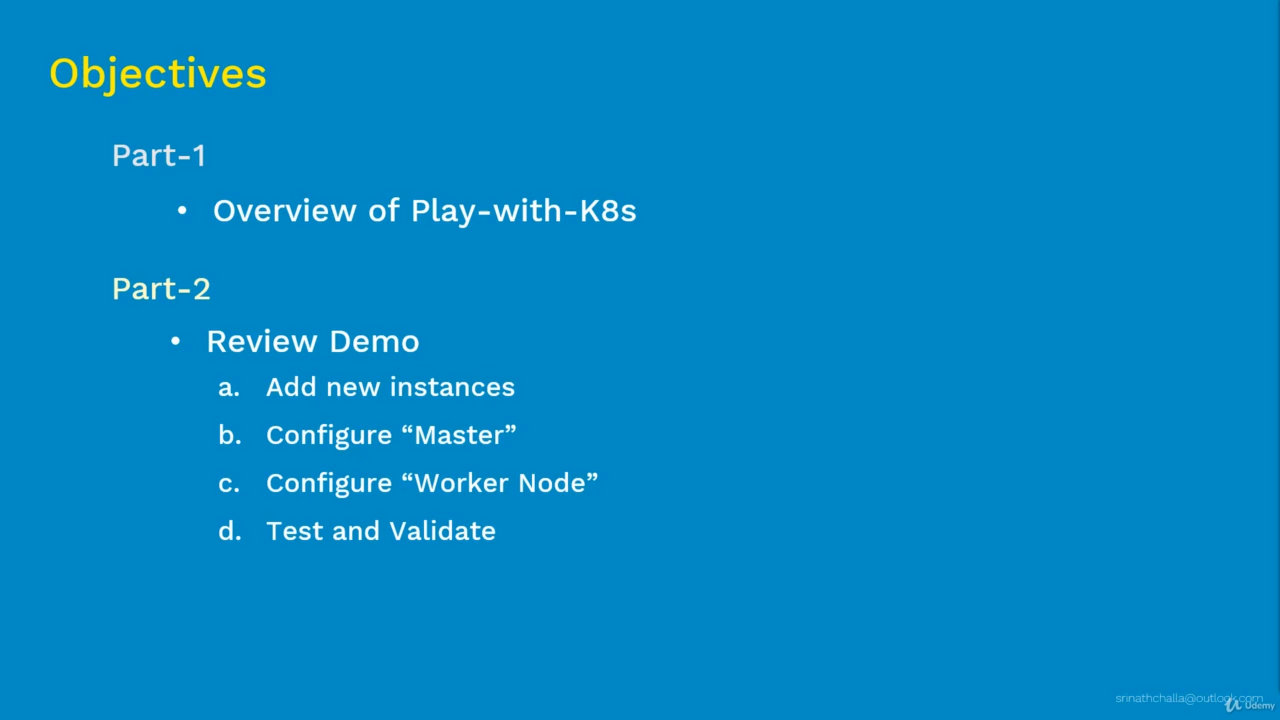 Objectives
Part-1
• Overview of Play-with-K8s
Part-2
• Review Demo
a. Add new instances
b. Configure “Master”
c. Configure “Worker Node”
d. Test and Validate
srinathchalla@outlook.com
Udemy